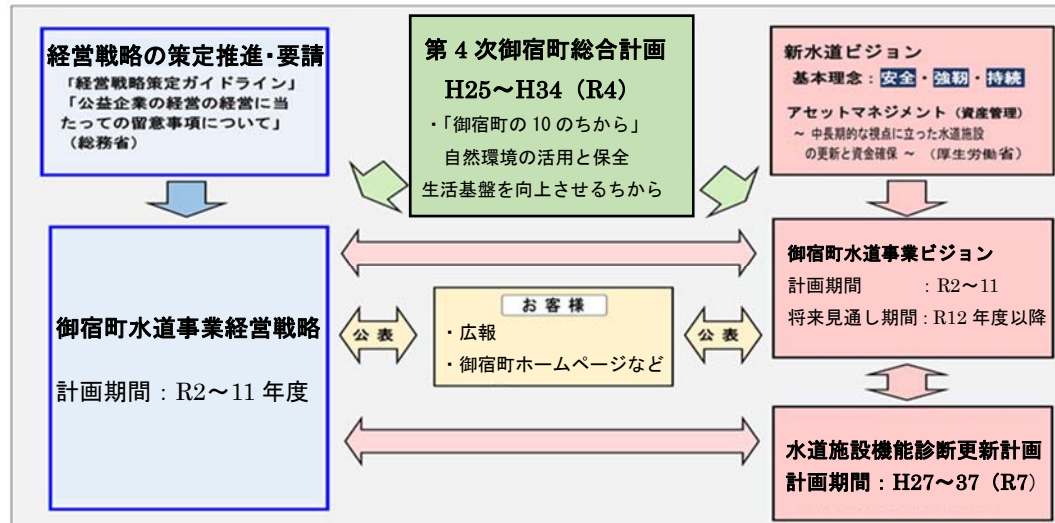 経営戦略の策定推進・要請
「経営戦略策定ガイドライン」
「公益企業の経営の経営に当
たっての留意事項について」
（総務省）
第4次御宿町総合計画
H25～H34（R4）
・「御宿町の10のちから」
自然環境の活用と保全
生活基盤を向上させるちから
新水道ビジョン
基本理念：安全・強靭・持続
アセットマネジメント（資産管理）
～ 中長期的な視点に立った水道施設
の更新と資金確保 ～ （厚生労働省）
御宿町水道事業経営戦略
計画期間：R2～11年度
公表
お客様
・広報
・御宿町ホームページなど
公表
御宿町水道事業ビジョン
計画期間　　　：R2～11
将来見通し期間：R12年度以降
水道施設機能診断更新計画
計画期間：H27～37（R7）